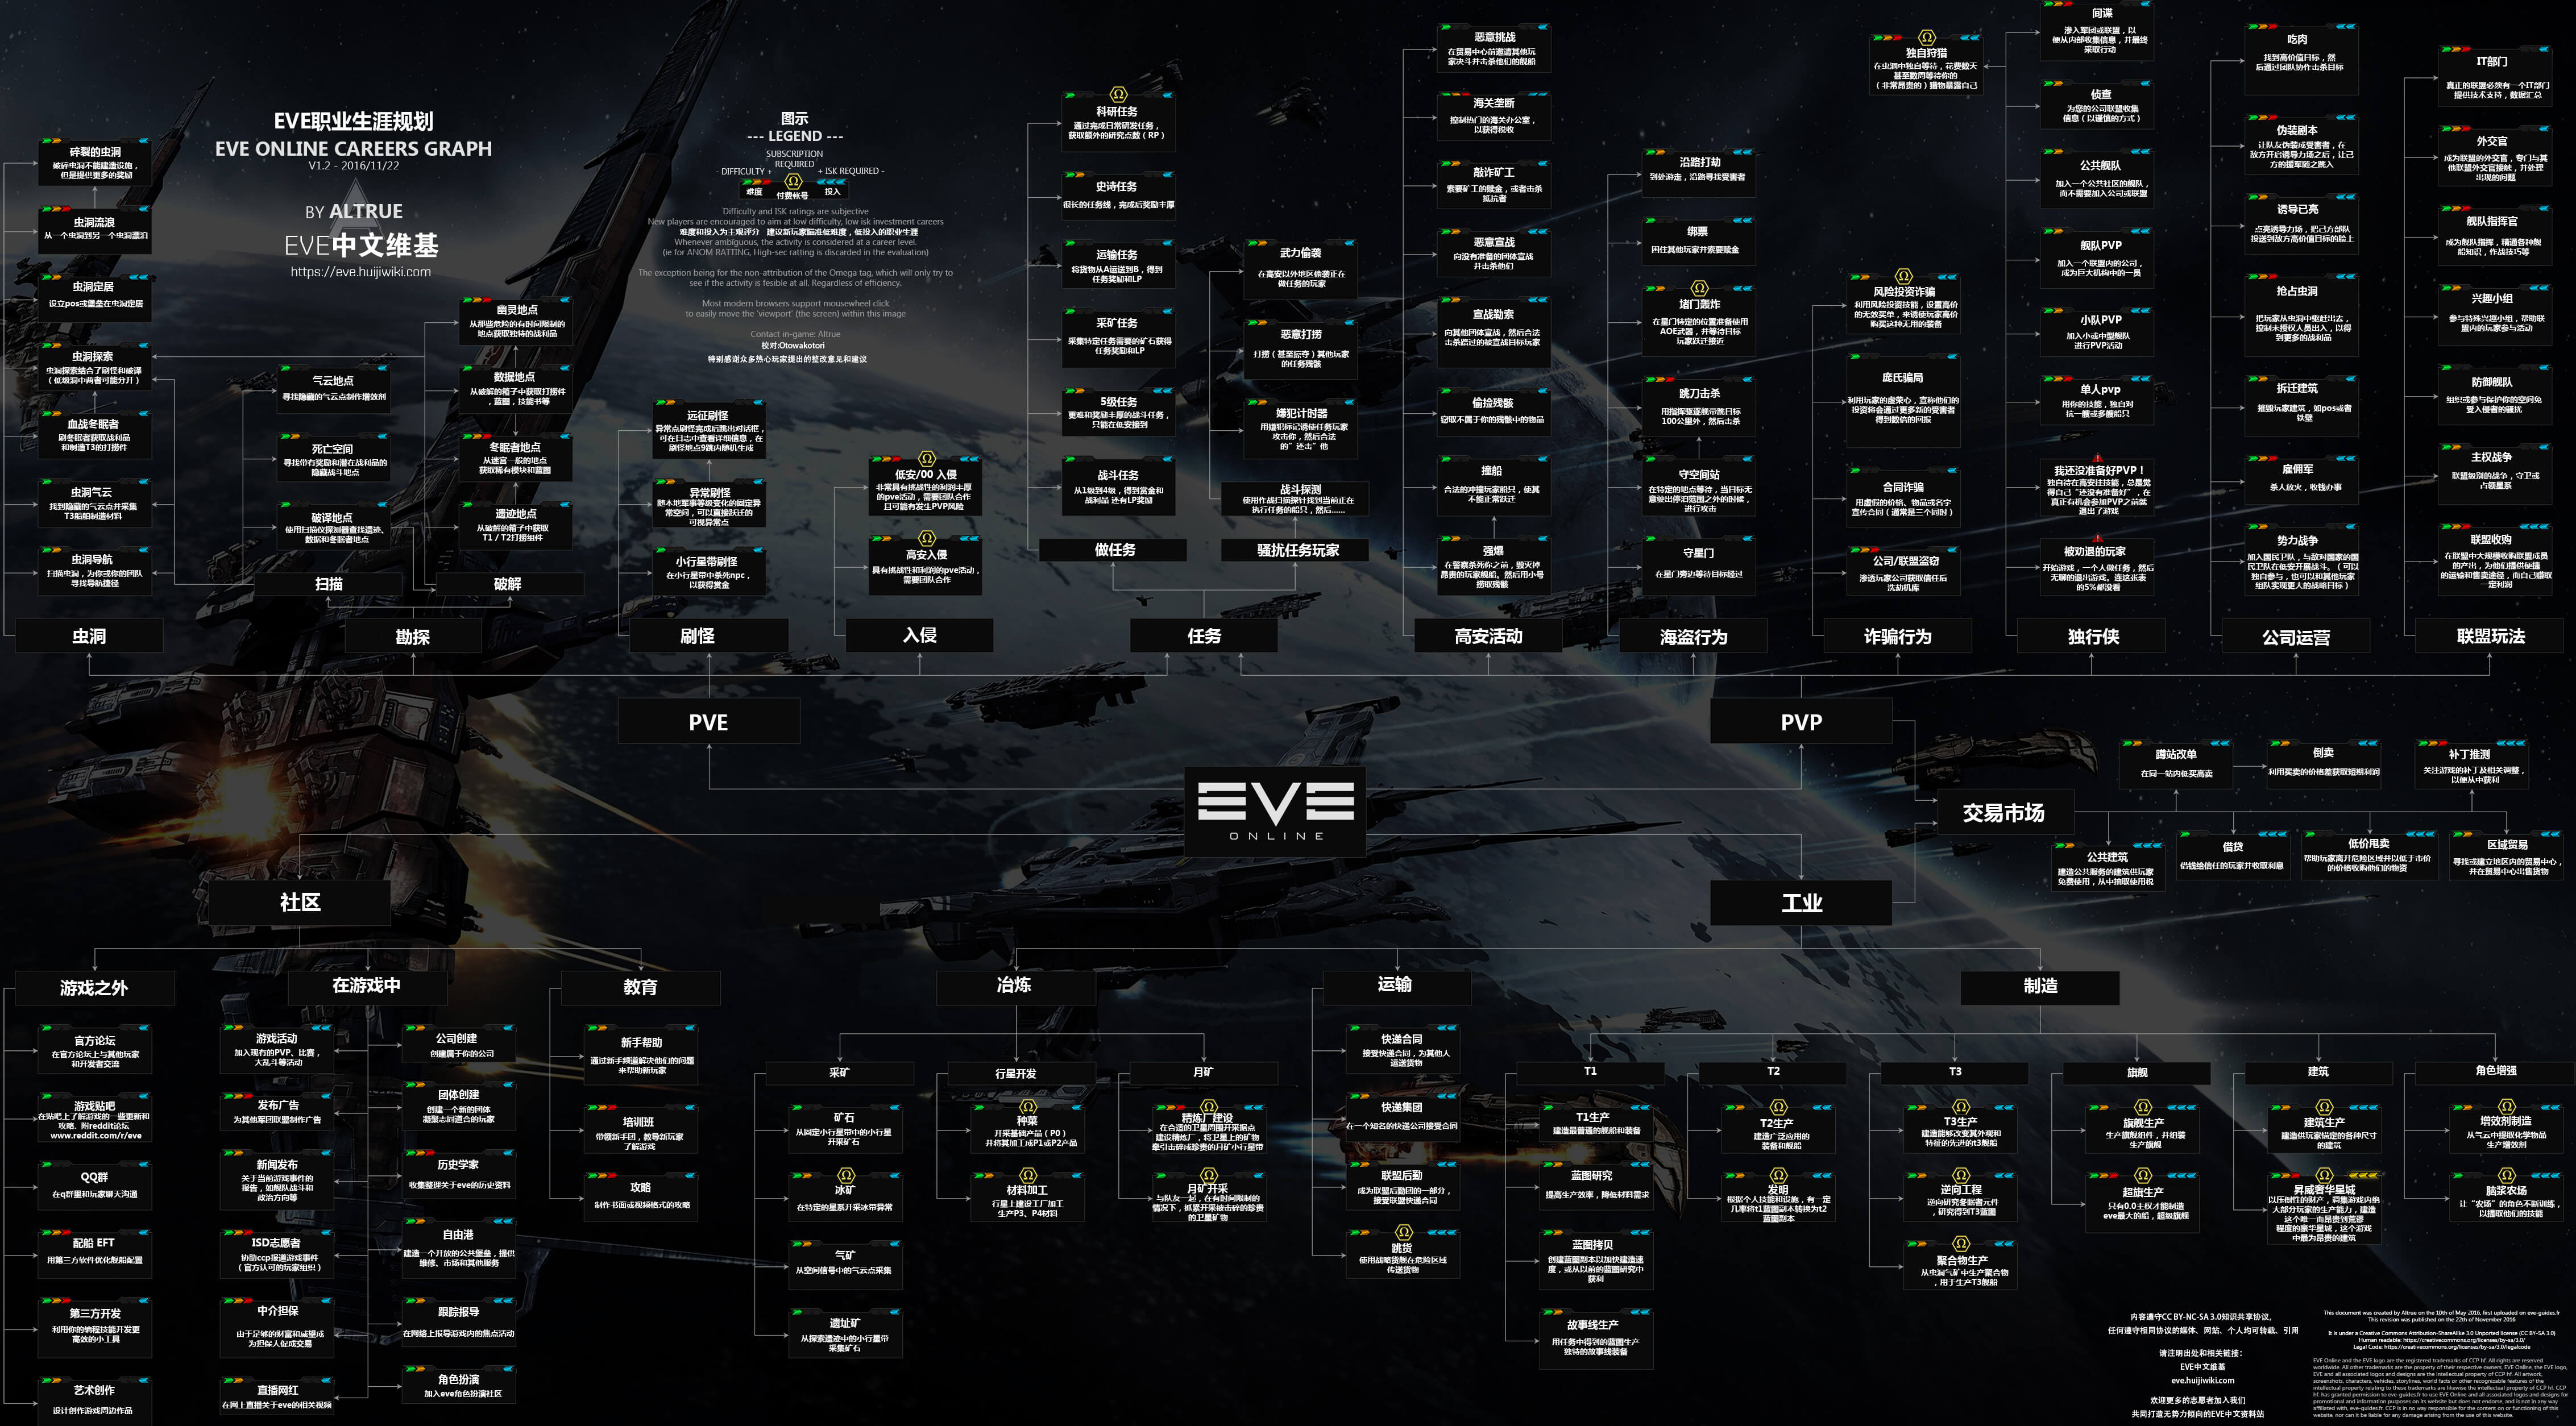 EVE职业生涯规划
EVE ONLINE CAREERS GRAPH
V1.2 - 2016/11/22
BY ALTRUE
EVE中文维基
https://eve.huijiwiki.com
图示
--- LEGEND ---
SUBSCRIPTION
REQUIRED
- DIFFICULTY +
+ ISK REQUIRED -
难度
付费帐号
投入
Difficulty and ISK ratings are subjective
New players are encouraged to aim at low difficulty, low isk investment careers
难度和投入为主观评分 建议新玩家瞄准低难度，低投入的职业生涯
Whenever ambiguous, the activity is considered at a career level.
(ie for ANOM RATTING, High-sec ratting is discarded in the evaluation)
The exception being for the non-attribution of the Omega tag, which will only try to
see if the activity is fesible at all. Regardless of efficiency.
Most modern browsers support mousewheel click
to easily move the 'viewport' (the screen) within this image
Contact in-game: Altrue
校对:Otowakotori
特别感谢众多热心玩家提出的整改意见和建议
碎裂的虫洞
破碎虫洞不能建造设施，
但是提供更多的奖励
虫洞流浪
从一个虫洞到另一个虫洞漂泊
虫洞定居
设立pos或堡垒在虫洞定居
虫洞探索
虫洞探索结合了刷怪和破译
（低级洞中两者可能分开）
血战冬眠者
刷冬眠者获取战利品
和制造T3的打捞件
虫洞气云
找到隐藏的气云点并采集
T3船舶制造材料
虫洞导航
扫描虫洞，为你或你的团队
寻找导航捷径
虫洞
气云地点
寻找隐藏的气云点制作增效剂
死亡空间
寻找带有奖励和潜在战利品的
隐藏战斗地点
破译地点
使用扫描仪探测器查找遗迹、
数据和冬眠者地点
扫描
幽灵地点
从那些危险的有时间限制的
地点获取独特的战利品
数据地点
从破解的箱子中获取打捞件
，蓝图，技能书等
冬眠者地点
从迷宫一般的地点
获取稀有模块和蓝图
遗迹地点
从破解的箱子中获取
T1 / T2打捞组件
破解
勘探
远征刷怪
异常点刷怪完成后跳出对话框，
可在日志中查看详细信息，在
刷怪地点9跳内随机生成
异常刷怪
随本地军事等级变化的固定异
常空间，可以直接跃迁的
可视异常点
小行星带刷怪
在小行星带中杀死npc，
以获得赏金
刷怪
低安/00 入侵
非常具有挑战性的利润丰厚
的pve活动，需要团队合作
且可能有发生PVP风险
高安入侵
具有挑战性和利润的pve活动，
需要团队合作
入侵
科研任务
通过完成日常研发任务，
获取额外的研究点数（RP）
史诗任务
很长的任务线，完成后奖励丰厚
运输任务
将货物从A运送到B，得到
任务奖励和LP
采矿任务
采集特定任务需要的矿石获得
任务奖励和LP
5级任务
更难和奖励丰厚的战斗任务，
只能在低安接到
战斗任务
从1级到4级，得到赏金和
战利品 还有LP奖励
做任务
武力偷袭
在高安以外地区偷袭正在
做任务的玩家
恶意打捞
打捞（甚至掠夺）其他玩家
的任务残骸
嫌犯计时器
用嫌犯标记诱使任务玩家
攻击你，然后合法
的"还击"他
战斗探测
使用作战扫描探针找到当前正在
执行任务的船只，然后......
骚扰任务玩家
任务
恶意挑战
在贸易中心前邀请其他玩
家决斗并击杀他们的舰船
海关垄断
控制热门的海关办公室，
以获得税收
敲诈矿工
索要矿工的赎金，或者击杀
抵抗者
恶意宣战
向没有准备的团体宣战
并击杀他们
宣战勒索
向其他团体宣战，然后合法
击杀路过的被宣战目标玩家
偷捡残骸
窃取不属于你的残骸中的物品
撞船
合法的冲撞玩家船只，使其
不能正常跃迁
强爆
在警察杀死你之前，毁灭掉
昂贵的玩家舰船。然后用小号
捞取残骸
高安活动
沿路打劫
到处游走，沿路寻找受害者
绑票
困住其他玩家并索要赎金
堵门轰炸
在星门特定的位置准备使用
AOE武器，并等待目标
玩家跃迁接近
跳刀击杀
用指挥驱逐舰带跳目标
100公里外，然后击杀
守空间站
在特定的地点等待，当目标无
意驶出停泊范围之外的时候，
进行攻击
守星门
在星门旁边等待目标经过
海盗行为
风险投资诈骗
利用风险投资技能，设置高价
的无效买单，来诱使玩家高价
购买这种无用的装备
庞氏骗局
利用玩家的虚荣心，宣称他们的
投资将会通过更多新的受害者
得到数倍的回报
合同诈骗
用虚假的价格、物品或名字
宣传合同（通常是三个同时）
公司/联盟盗窃
渗透玩家公司获取信任后
洗劫机库
诈骗行为
独自狩猎
在虫洞中独自等待，花费数天
甚至数周等待你的
（非常昂贵的）猎物暴露自己
间谍
渗入军团或联盟，以
便从内部收集信息，并最终
采取行动
侦查
为您的公司联盟收集
信息（以谨慎的方式）
公共舰队
加入一个公共社区的舰队，
而不需要加入公司或联盟
舰队PVP
加入一个联盟内的公司，
成为巨大机构中的一员
小队PVP
加入小或中型舰队
进行PVP活动
单人pvp
用你的技能，独自对
抗一艘或多艘船只
我还没准备好PVP！
独自待在高安挂技能，总是觉
得自己"还没有准备好"，在
真正有机会参加PVP之前就
退出了游戏
被劝退的玩家
开始游戏，一个人做任务，然后
无聊的退出游戏。连这张表
的5%都没看
独行侠
吃肉
找到高价值目标，然
后通过团队协作击杀目标
伪装剧本
让队友伪装成受害者，在
敌方开启诱导力场之后，让己
方的援军随之跳入
诱导已亮
点亮诱导力场，把己方部队
投送到敌方高价值目标的脸上
抢占虫洞
把玩家从虫洞中驱赶出去，
控制未授权人员出入，以得
到更多的战利品
拆迁建筑
摧毁玩家建筑，如pos或者
铁壁
雇佣军
杀人放火，收钱办事
势力战争
加入国民卫队，与敌对国家的国
民卫队在低安开展战斗。（可以
独自参与，也可以和其他玩家
组队实现更大的战略目标）
公司运营
IT部门
真正的联盟必须有一个IT部门
提供技术支持，数据汇总
外交官
成为联盟的外交官，专门与其
他联盟外交官接触，并处理
出现的问题
舰队指挥官
成为舰队指挥，精通各种舰
船知识，作战技巧等
兴趣小组
参与特殊兴趣小组，帮助联
盟内的玩家参与活动
防御舰队
组织或参与保护你的空间免
受入侵者的骚扰
主权战争
联盟级别的战争，守卫或
占领星系
联盟收购
在联盟中大规模收购联盟成员
的产出，为他们提供便捷
的运输和售卖途径，而自己赚取
一定利润
联盟玩法
PVE
PVP
EVE
ONLINE
蹲站改单
在同一站内低买高卖
倒卖
利用买卖的价格差获取短期利润
补丁推测
关注游戏的补丁及相关调整，
以便从中获利
交易市场
公共建筑
建造公共服务的建筑供玩家
免费使用，从中抽取使用税
借贷
借钱给信任的玩家并收取利息
低价甩卖
帮助玩家离开危险区域并以低于市价
的价格收购他们的物资
区域贸易
寻找或建立地区内的贸易中心，
并在贸易中心出售货物
社区
工业
游戏之外
官方论坛
在官方论坛上与其他玩家
和开发者交流
游戏贴吧
在贴吧上了解游戏的一些更新和
攻略. 附reddit论坛
www.reddit.com/r/eve
QQ群
在q群里和玩家聊天沟通
配船 EFT
用第三方软件优化舰船配置
第三方开发
利用你的编程技能开发更
高效的小工具
艺术创作
设计创作游戏周边作品
在游戏中
游戏活动
加入现有的PVP、比赛，
大乱斗等活动
发布广告
为其他军团联盟制作广告
新闻发布
关于当前游戏事件的
报告，如舰队战斗和
政治方向等
ISD志愿者
协助ccp报道游戏事件
（官方认可的玩家组织）
中介担保
由于足够的财富和威望成
为担保人促成交易
直播网红
在网上直播关于eve的相关视频
公司创建
创建属于你的公司
团体创建
创建一个新的团体
凝聚志同道合的玩家
历史学家
收集整理关于eve的历史资料
自由港
建造一个开放的公共堡垒，提供
维修、市场和其他服务
跟踪报导
在网络上报导游戏内的焦点活动
角色扮演
加入eve角色扮演社区
教育
新手帮助
通过新手频道解决他们的问题
来帮助新玩家
培训班
带领新手团，教导新玩家
了解游戏
攻略
制作书面或视频格式的攻略
冶炼
采矿
矿石
从固定小行星带中的小行星
开采矿石
冰矿
在特定的星系开采冰带异常
气矿
从空间信号中的气云点采集
遗址矿
从探索遗迹中的小行星带
采集矿石
行星开发
种菜
开采基础产品（P0）
并将其加工成P1或P2产品
材料加工
行星上建设工厂加工
生产P3、P4材料
月矿
精炼厂建设
在合适的卫星周围开采据点
建设精炼厂，将卫星上的矿物
牵引击碎成珍贵的月矿小行星带
月矿开采
与队友一起，在有时间限制的
情况下，抓紧开采被击碎的珍贵
的卫星矿物
运输
快递合同
接受快递合同，为其他人
运送货物
快递集团
在一个知名的快递公司接受合同
联盟后勤
成为联盟后勤团的一部分，
接受联盟快递合同
跳货
使用战略货舰在危险区域
传送货物
制造
T1
T1生产
建造最普通的舰船和装备
蓝图研究
提高生产效率，降低材料需求
蓝图拷贝
创建蓝图副本以加快建造速
度，或从以前的蓝图研究中
获利
故事线生产
用任务中得到的蓝图生产
独特的故事线装备
T2
T2生产
建造广泛应用的
装备和舰船
发明
根据个人技能和设施，有一定
几率将t1蓝图副本转换为t2
蓝图副本
T3
T3生产
建造能够改变其外观和
特征的先进的t3舰船
逆向工程
逆向研究冬眠者元件
，研究得到T3蓝图
聚合物生产
从虫洞气矿中生产聚合物
，用于生产T3舰船
旗舰
旗舰生产
生产旗舰组件，并组装
生产旗舰
超旗生产
只有0.0主权才能制造
eve最大的船，超级旗舰
建筑
建筑生产
建造供玩家锚定的各种尺寸
的建筑
昇威奢华星城
以压倒性的财产，调集游戏内绝
大部分玩家的生产能力，建造
这个唯一而昂贵到荒谬
程度的豪华星城，这个游戏
中最为昂贵的建筑
角色增强
增效剂制造
从气云中提取化学物品
生产增效剂
脑浆农场
让"农场"的角色不断训练，
以提取他们的技能
内容遵守CC BY-NC-SA 3.0知识共享协议，
任何遵守相同协议的媒体、网站、个人均可转载、引用
请注明出处和相关链接：
EVE中文维基
eve.huijiwiki.com
欢迎更多的志愿者加入我们
共同打造无势力倾向的EVE中文资料站
This document was created by Altrue on the 10th of May 2016, first uploaded on eve-guides.fr
This revision was published on the 22th of November 2016
It is under a Creative Commons Attribution-ShareAlike 3.0 Unported license (CC BY-SA 3.0)
Human readable: https://creativecommons.org/licenses/by-sa/3.0/
Legal Code: https://creativecommons.org/licenses/by-sa/3.0/legalcode
EVE Online and the EVE logo are the registered trademarks of CCP hf. All rights are reserved
worldwide. All other trademarks are the property of their respective owners. EVE Online, the EVE logo,
EVE and all associated logos and designs are the intellectual property of CCP hf. All artwork,
screenshots, characters, vehicles, storylines, world facts or other recognizable features of the
intellectual property relating to these trademarks are likewise the intellectual property of CCP hf. CCP
hf. has granted permission to eve-guides.fr to use EVE Online and all associated logos and designs for
promotional and information purposes on its website but does not endorse, and is not in any way
affiliated with, eve-guides.fr. CCP is in no way responsible for the content on or functioning of this
website, nor can it be liable for any damage arising from the use of this website.